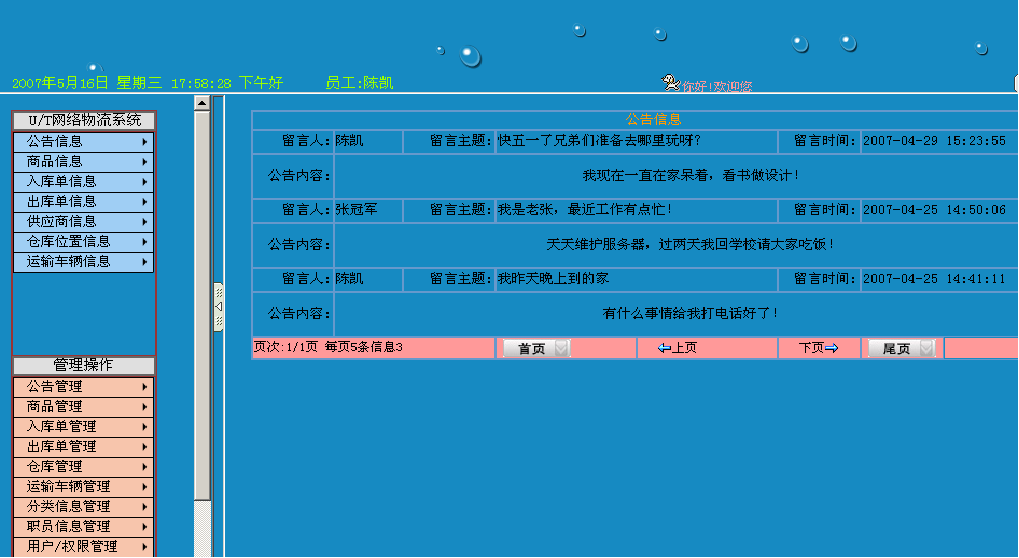 2007年5月16日 星期三 17:58:28 下午好 员工:陈凯 你好!欢迎您
U/T网络物流系统
公告信息
商品信息
入库单信息
出库单信息
供应商信息
仓库位置信息
运输车辆信息
管理操作
公告管理
商品管理
入库单管理
出库单管理
仓库管理
运输车辆管理
分类信息管理
职员信息管理
用户/权限管理
公告信息
留言人: 陈凯 留言主题: 快五一了兄弟们准备去哪里玩呀? 留言时间: 2007-04-29 15:23:55
公告内容: 我现在一直在家呆着, 看书做设计!
留言人: 张冠军 留言主题: 我是老张, 最近工作有点忙! 留言时间: 2007-04-25 14:50:06
公告内容: 天天维护服务器, 过两天我回学校请大家吃饭!
留言人: 陈凯 留言主题: 我昨天晚上到的家 留言时间: 2007-04-25 14:41:11
公告内容: 有什么事情给我打电话好了!
页次:1/1页 每页5条信息3 首页 上页 下页 尾页